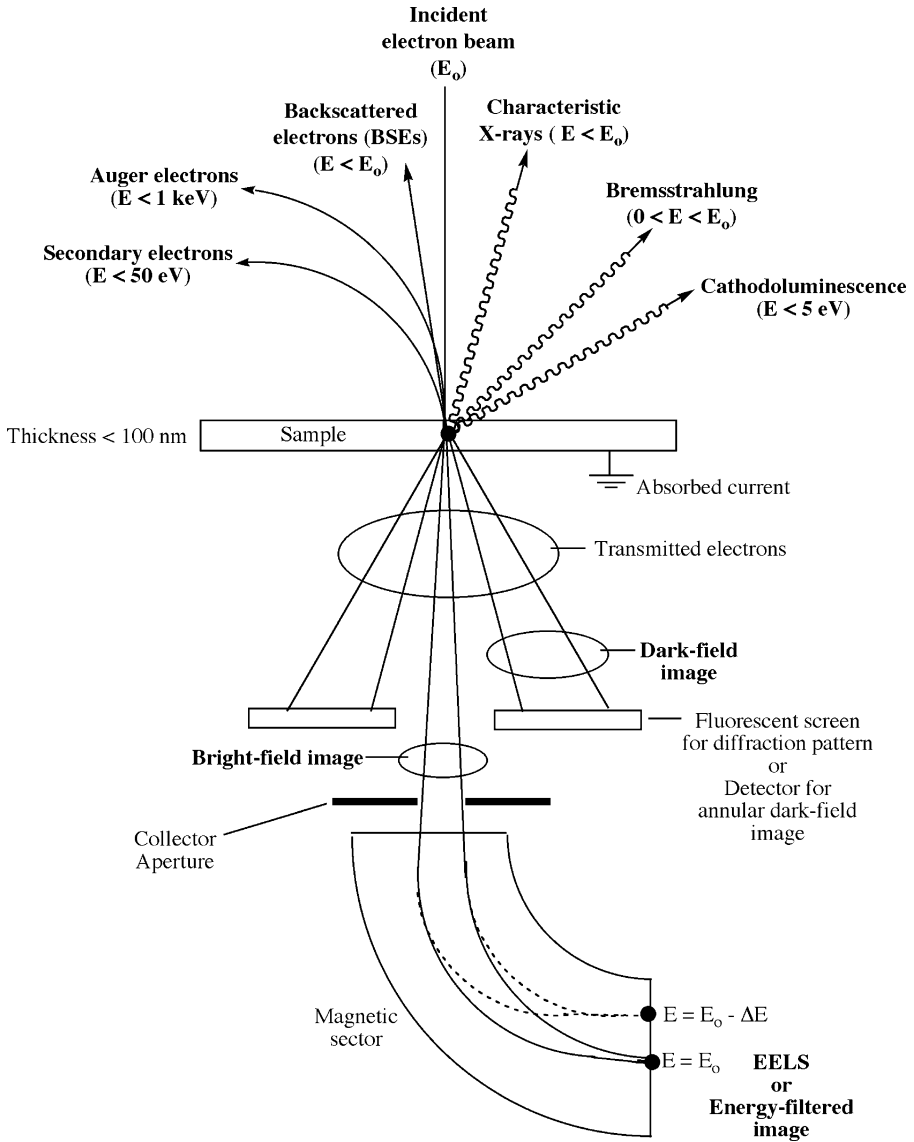 Incident
electron beam
(Eo)
Backscattered
electrons (BSEs)
(E < Eo)
Characteristic
X-rays ( E < Eo)
Auger electrons
(E < 1 keV)
Bremsstrahlung
(0 < E < Eo)
Secondary electrons
(E < 50 eV)
Cathodoluminescence
(E < 5 eV)
Thickness < 100 nm
Sample
Absorbed current
Transmitted electrons
Dark-field
image
Fluorescent screen
for diffraction pattern
or
Detector for
annular dark-field
image
Bright-field image
Collector
Aperture
Magnetic
sector
E = Eo - ΔE
E = Eo
EELS
or
Energy-filtered
image